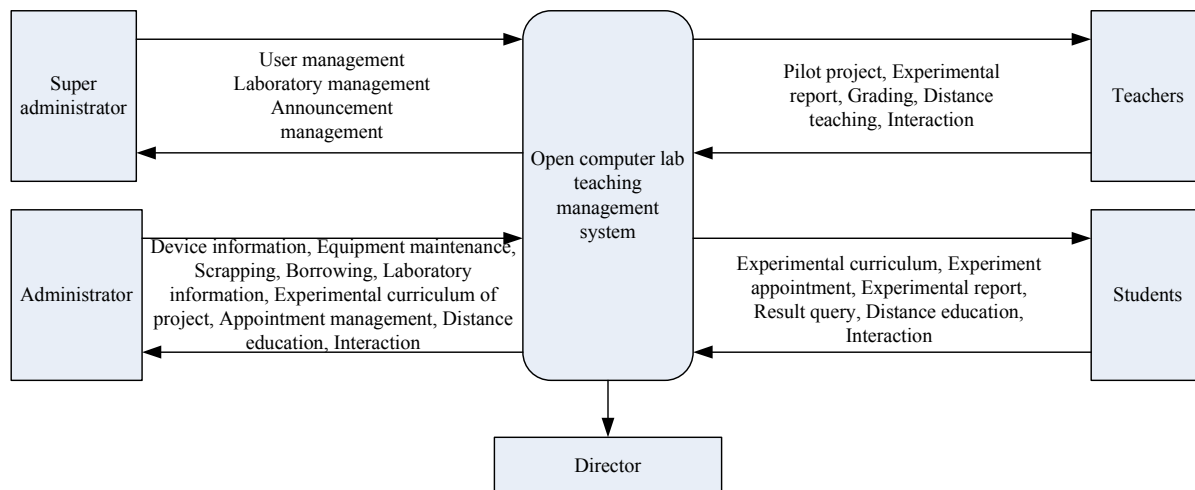 Super
administrator
User management
Laboratory management
Announcement
management
Open computer lab
teaching
management
system
Pilot project, Experimental
report, Grading, Distance
teaching, Interaction
Teachers
Administrator
Device information, Equipment maintenance,
Scrapping, Borrowing, Laboratory
information, Experimental curriculum of
project, Appointment management, Distance
education, Interaction
Experimental curriculum, Experiment
appointment, Experimental report,
Result query, Distance education,
Interaction
Students
Director